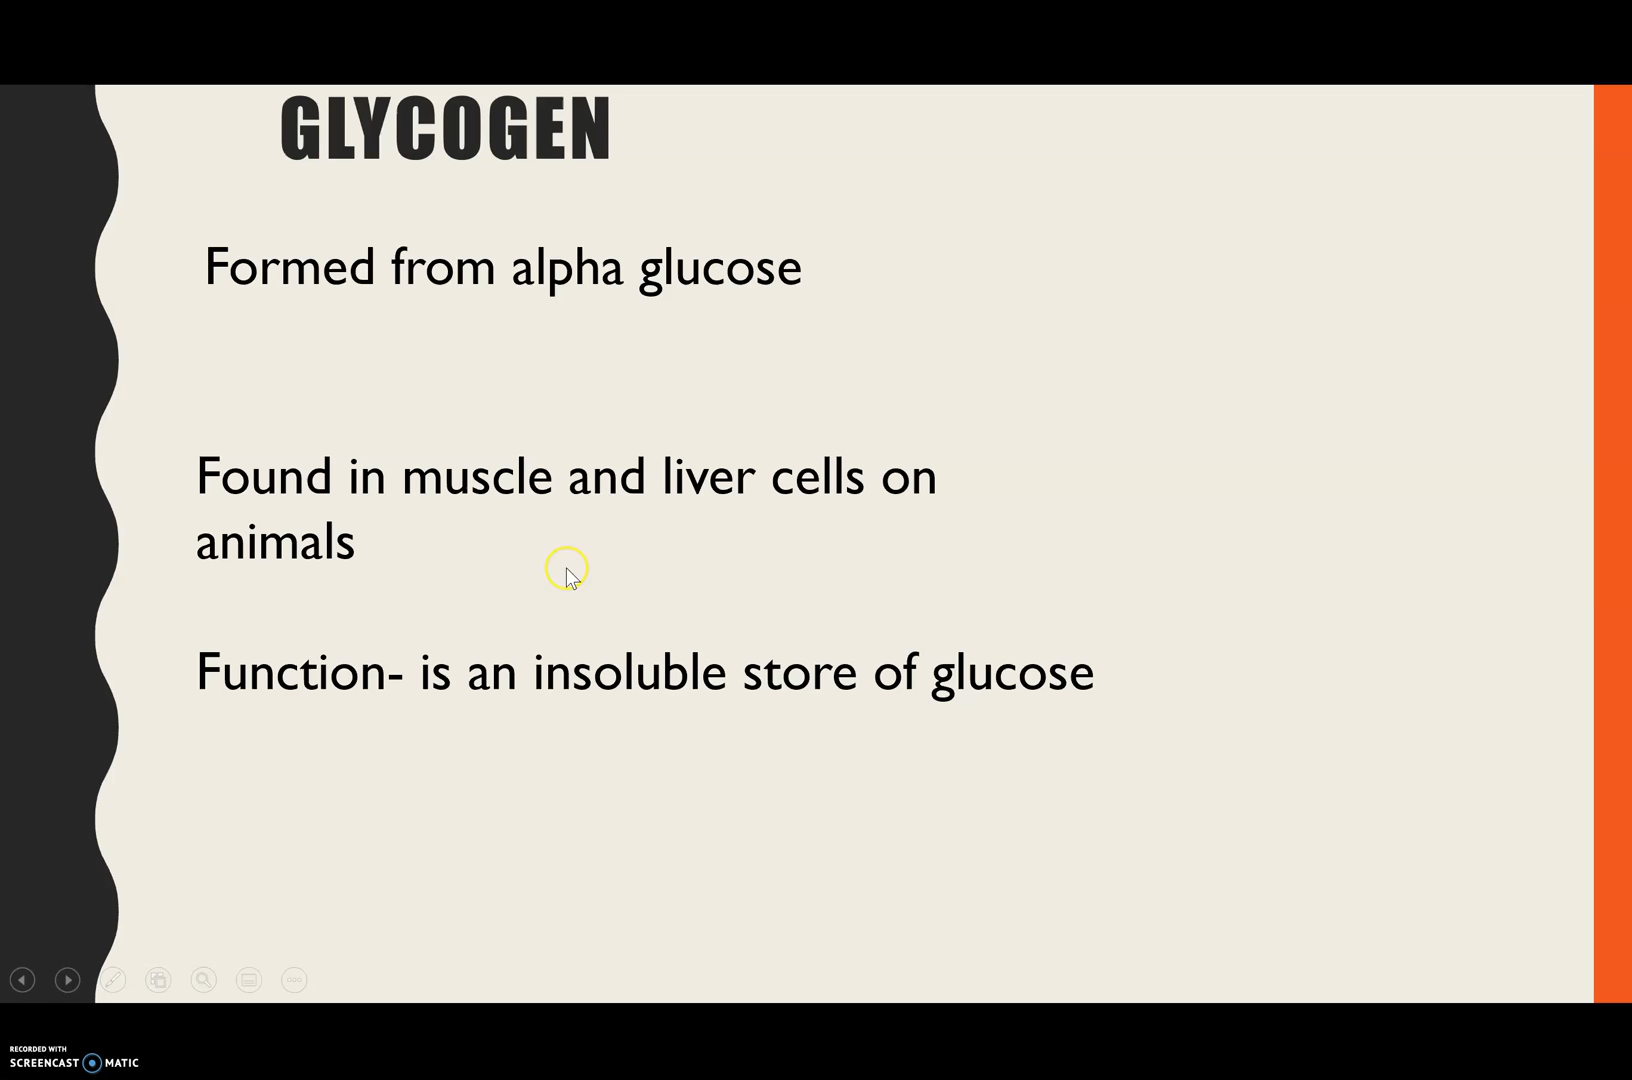 GLYCOGEN
Formed from alpha glucose
Found in muscle and liver cells on
animals
Function- is an insoluble store of glucose
RECORDED WITH
SCREENCAST MATIC